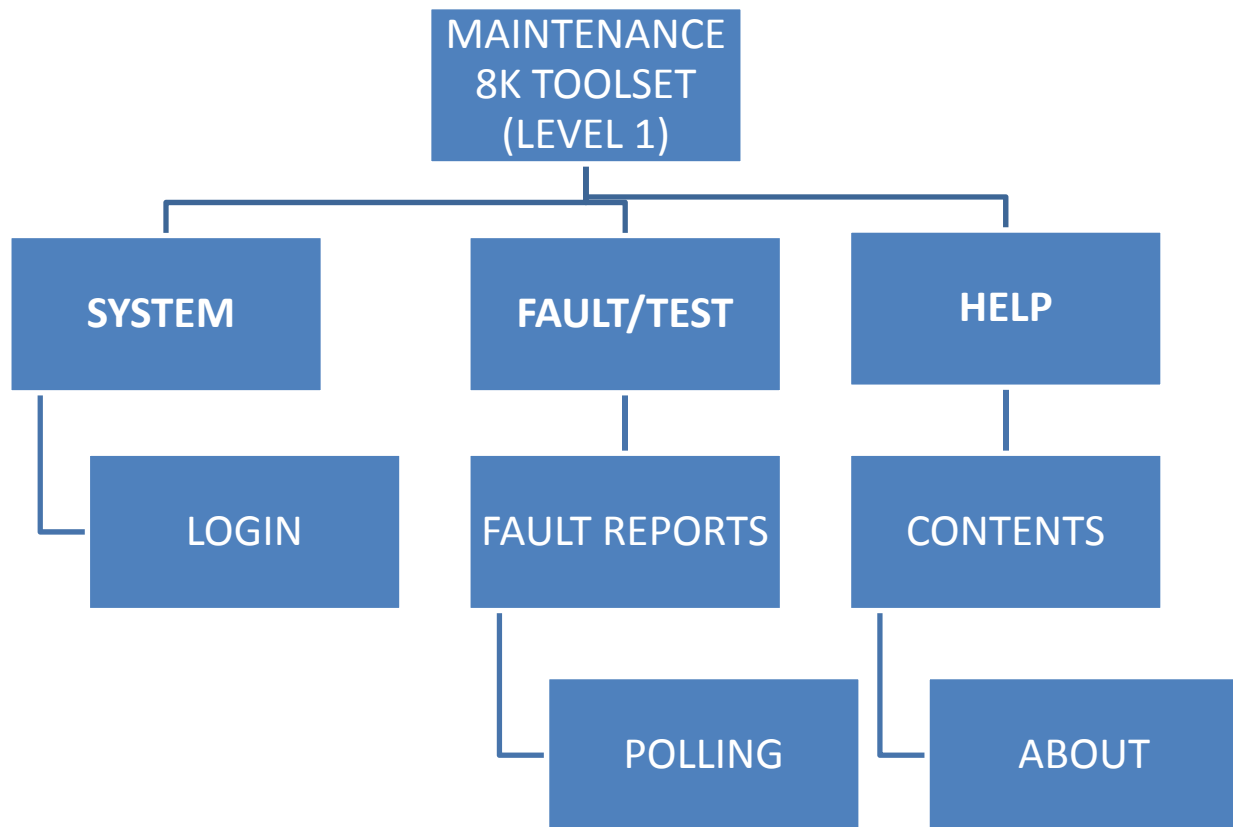 MAINTENANCE
8K TOOLSET
(LEVEL 1)
SYSTEM
FAULT/TEST
HELP
LOGIN
FAULT REPORTS
CONTENTS
POLLING
ABOUT